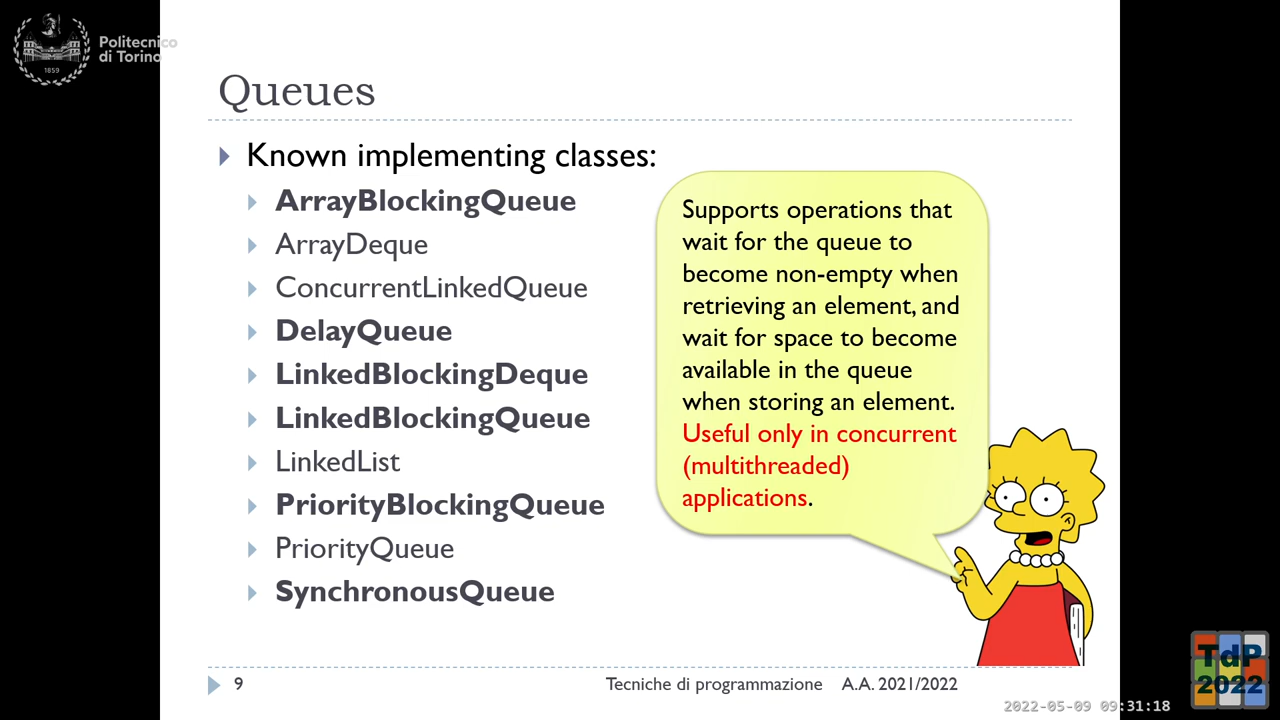 Politecnico
di Torino
1859
Queues
Known implementing classes:
ArrayBlockingQueue
ArrayDeque
ConcurrentLinkedQueue
DelayQueue
LinkedBlockingDeque
LinkedBlockingQueue
LinkedList
PriorityBlockingQueue
PriorityQueue
SynchronousQueue
Supports operations that
wait for the queue to
become non-empty when
retrieving an element, and
wait for space to become
available in the queue
when storing an element.
Useful only in concurrent
(multithreaded)
applications.
9
Tecniche di programmazione A.A. 2021/2022
TdP
2022
2022-05-09 09:31:18